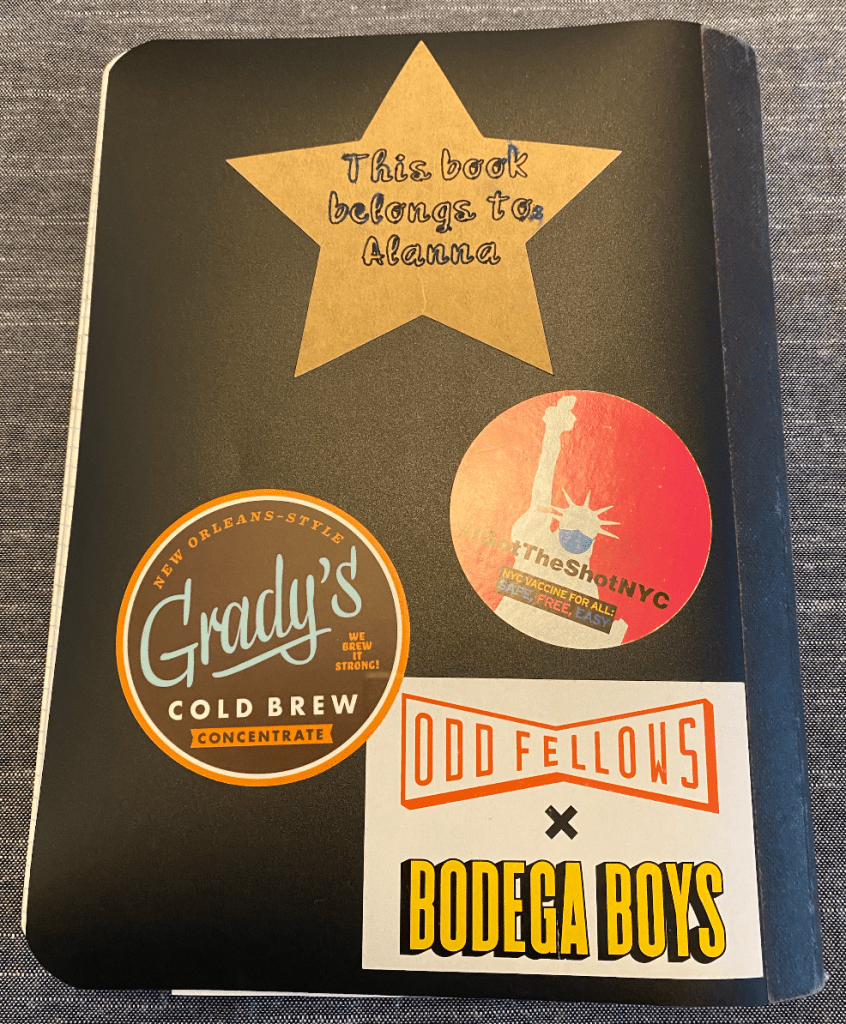 This book
belongs to:
Alanna
#IGotTheShotNYC
NYC VACCINE FOR ALL:
SAFE, FREE, EASY
NEW ORLEANS-STYLE
Grady's
WE
BREW
IT
STRONG!
COLD BREW
CONCENTRATE
ODD FELLOWS
X
BODEGA BOYS